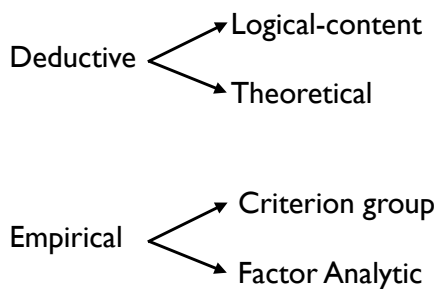 Logical-content
Deductive
Theoretical
Criterion group
Empirical
Factor Analytic